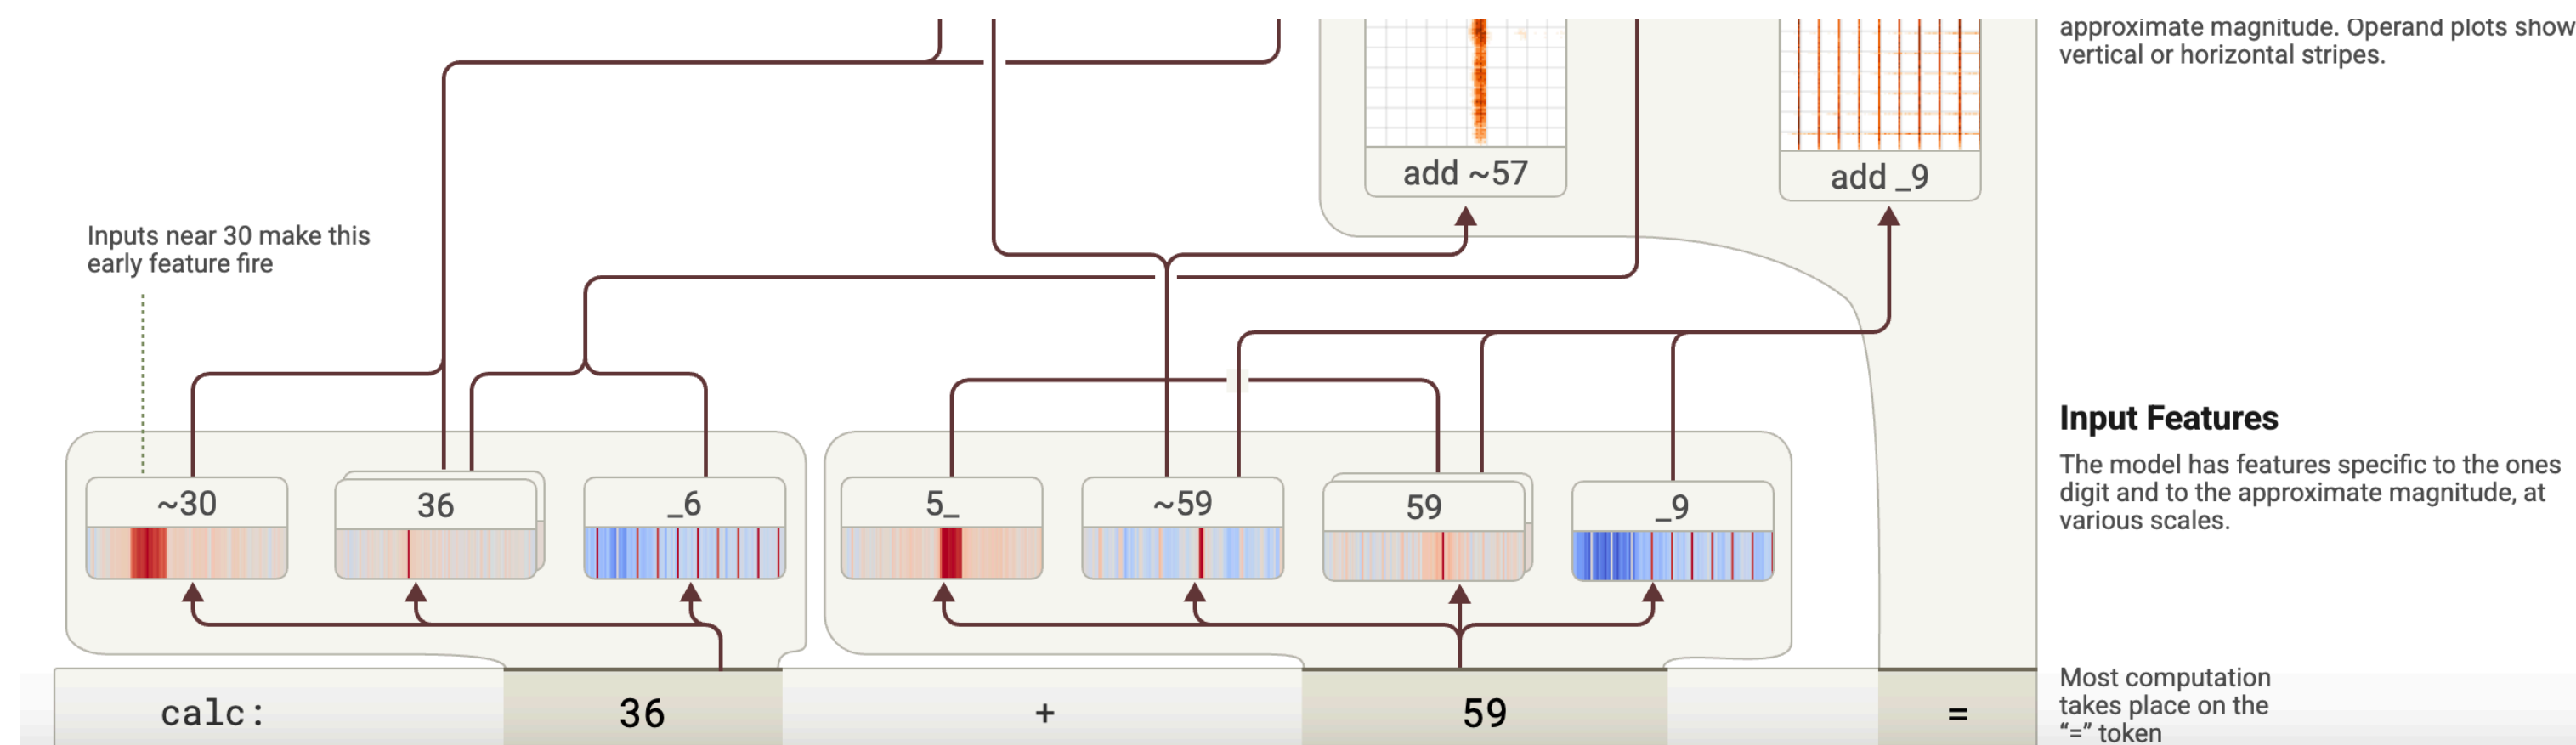 approximate magnitude. Operand plots show
vertical or horizontal stripes.
add ~57
add _9
Inputs near 30 make this
early feature fire
Input Features
The model has features specific to the ones
digit and to the approximate magnitude, at
various scales.
~30
36
_6
5_
~59
59
_9
calc:
36
+
59
=
Most computation
takes place on the
“=” token